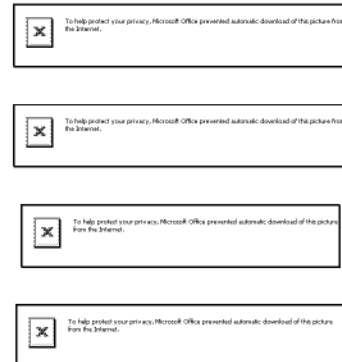 To help protect your privacy, Microsoft Office prevented automatic download of this picture from
the Internet.
To help protect your privacy, Microsoft Office prevented automatic download of this picture from
the Internet.
To help protect your privacy, Microsoft Office prevented automatic download of this picture
from the Internet.
To help protect your privacy, Microsoft Office prevented automatic download of this picture
from the Internet.